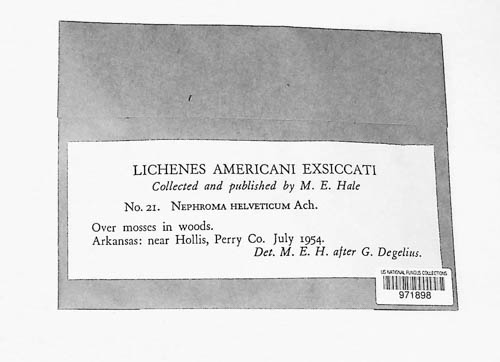 LICHENES AMERICANI EXSICCATI
Collected and published by M. E. Hale
No. 21. NEPHROMA HELVETICUM Ach.
Over mosses in woods.
Arkansas: near Hollis, Perry Co. July 1954.
Det. M. E. H. after G. Degelius.
US NATIONAL FUNGUS COLLECTIONS
971898